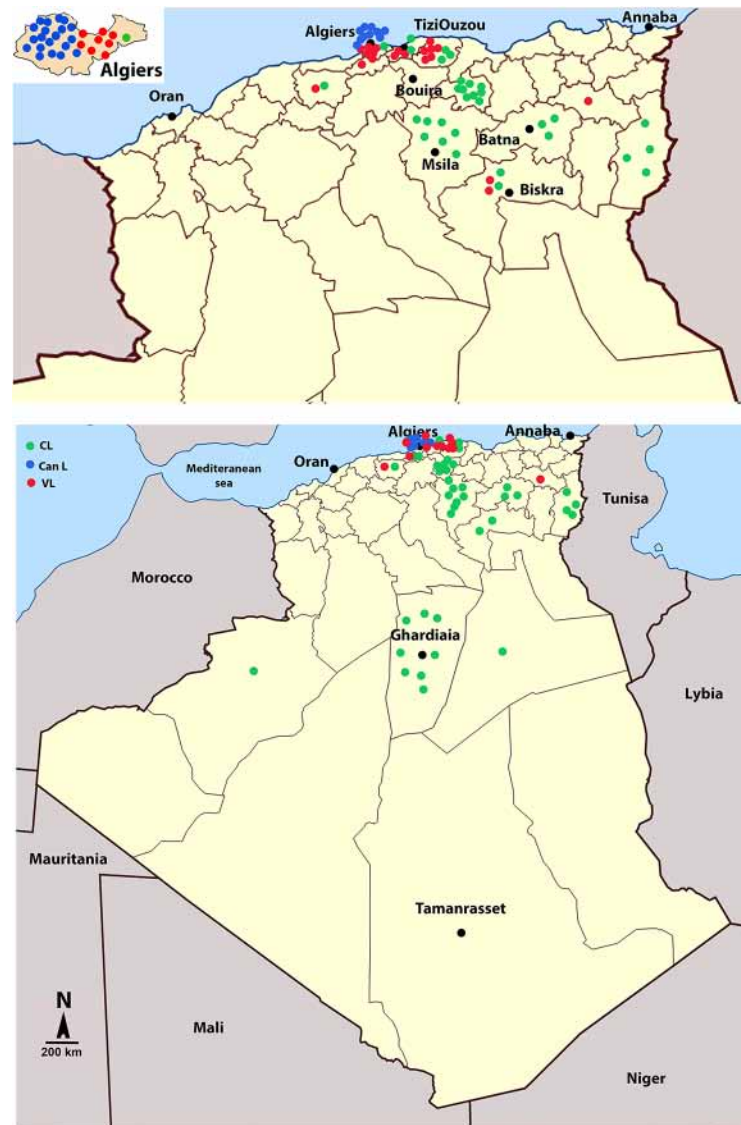 Algiers
Algiers
TiziOuzou
Annaba
Oran
Bouira
Batna
Msila
Biskra
CL
Can L
VL
Mediteranean
sea
Algiers
Annaba
Oran
Tunisa
Morocco
Ghardiaia
Lybia
Mauritania
Tamanrasset
N
200 km
Mali
Niger